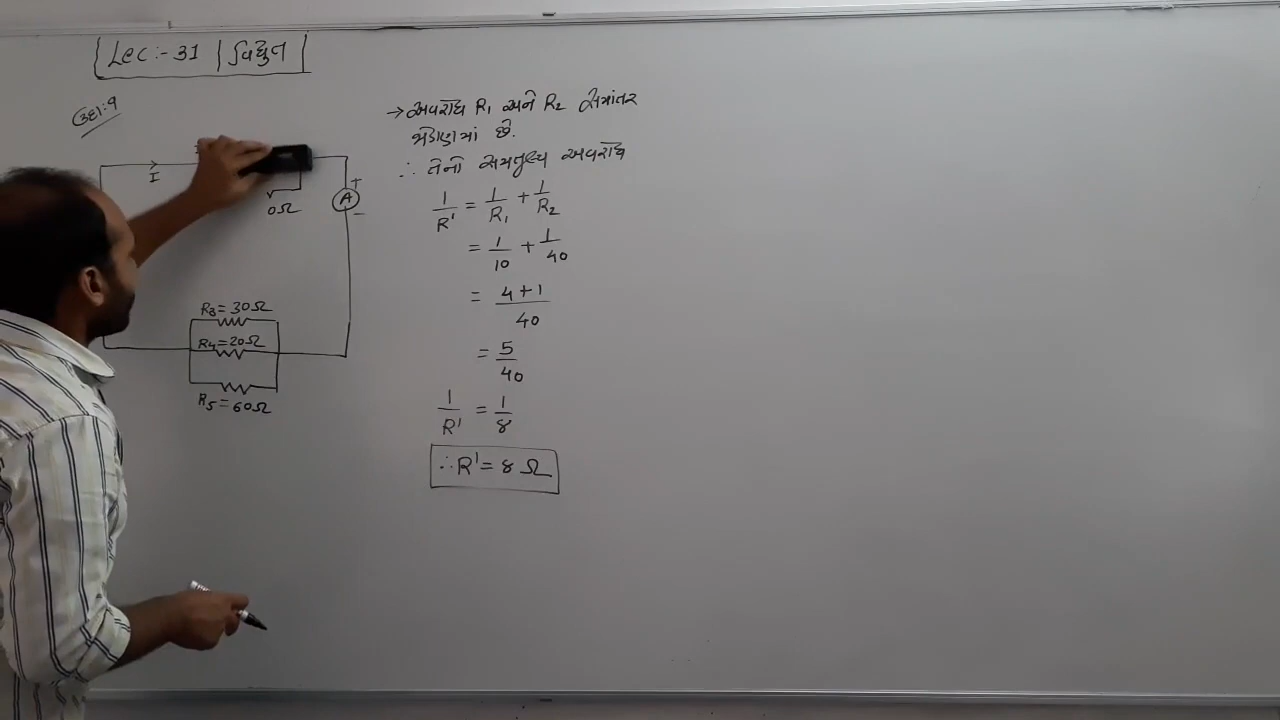 Lec:- 31 | વિદ્યુત
ઉદા:9
I
0Ω
+
A
−
R3 = 30Ω
R4 = 20Ω
R5 = 60Ω
→ અવરોધ R1 અને R2 સમાંતર
જોડાણમાં છે.
∴ તેનો સમતુલ્ય અવરોધ
1/R' = 1/R1 + 1/R2
= 1/10 + 1/40
= 4+1/40
= 5/40
1/R' = 1/8
∴ R' = 8 Ω